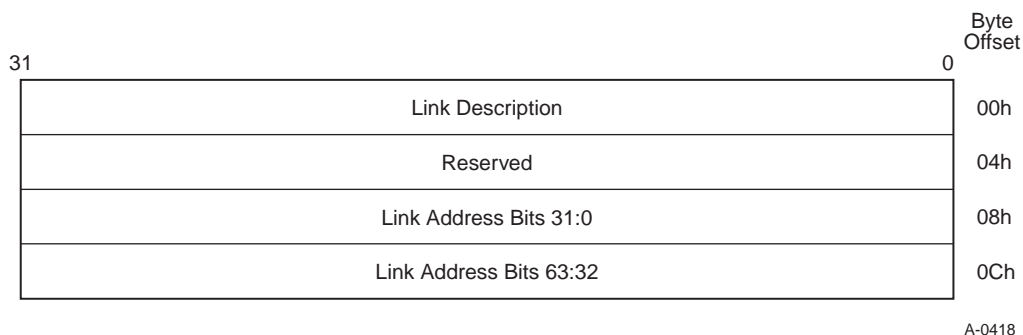 Byte
Offset
31 0
Link Description 00h
Reserved 04h
Link Address Bits 31:0 08h
Link Address Bits 63:32 0Ch
A-0418